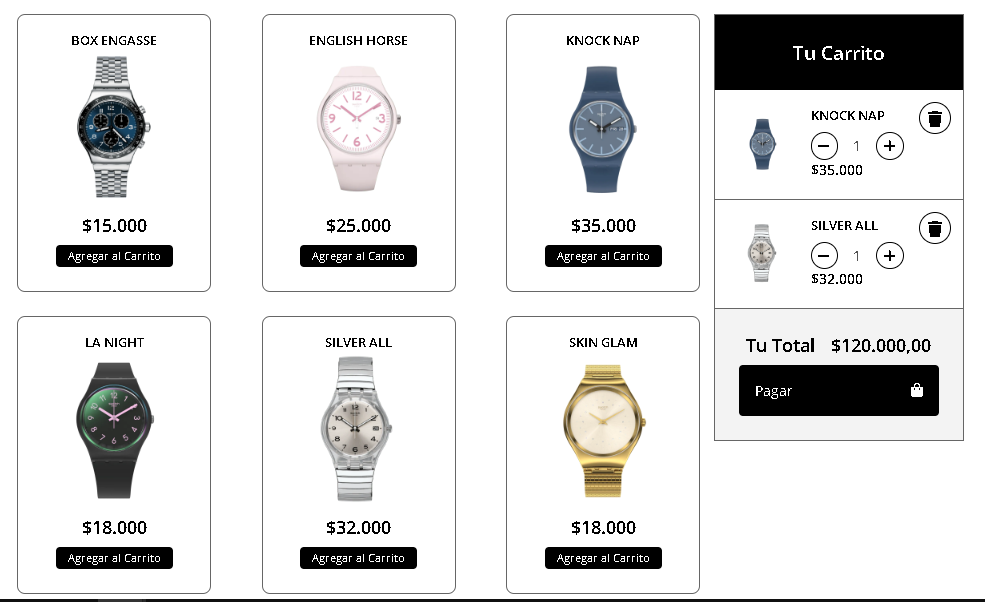 BOX ENGASSE
$15.000
Agregar al Carrito
ENGLISH HORSE
$25.000
Agregar al Carrito
KNOCK NAP
$35.000
Agregar al Carrito
LA NIGHT
$18.000
Agregar al Carrito
SILVER ALL
$32.000
Agregar al Carrito
SKIN GLAM
$18.000
Agregar al Carrito
Tu Carrito
KNOCK NAP
1
$35.000
SILVER ALL
1
$32.000
Tu Total $120.000,00
Pagar